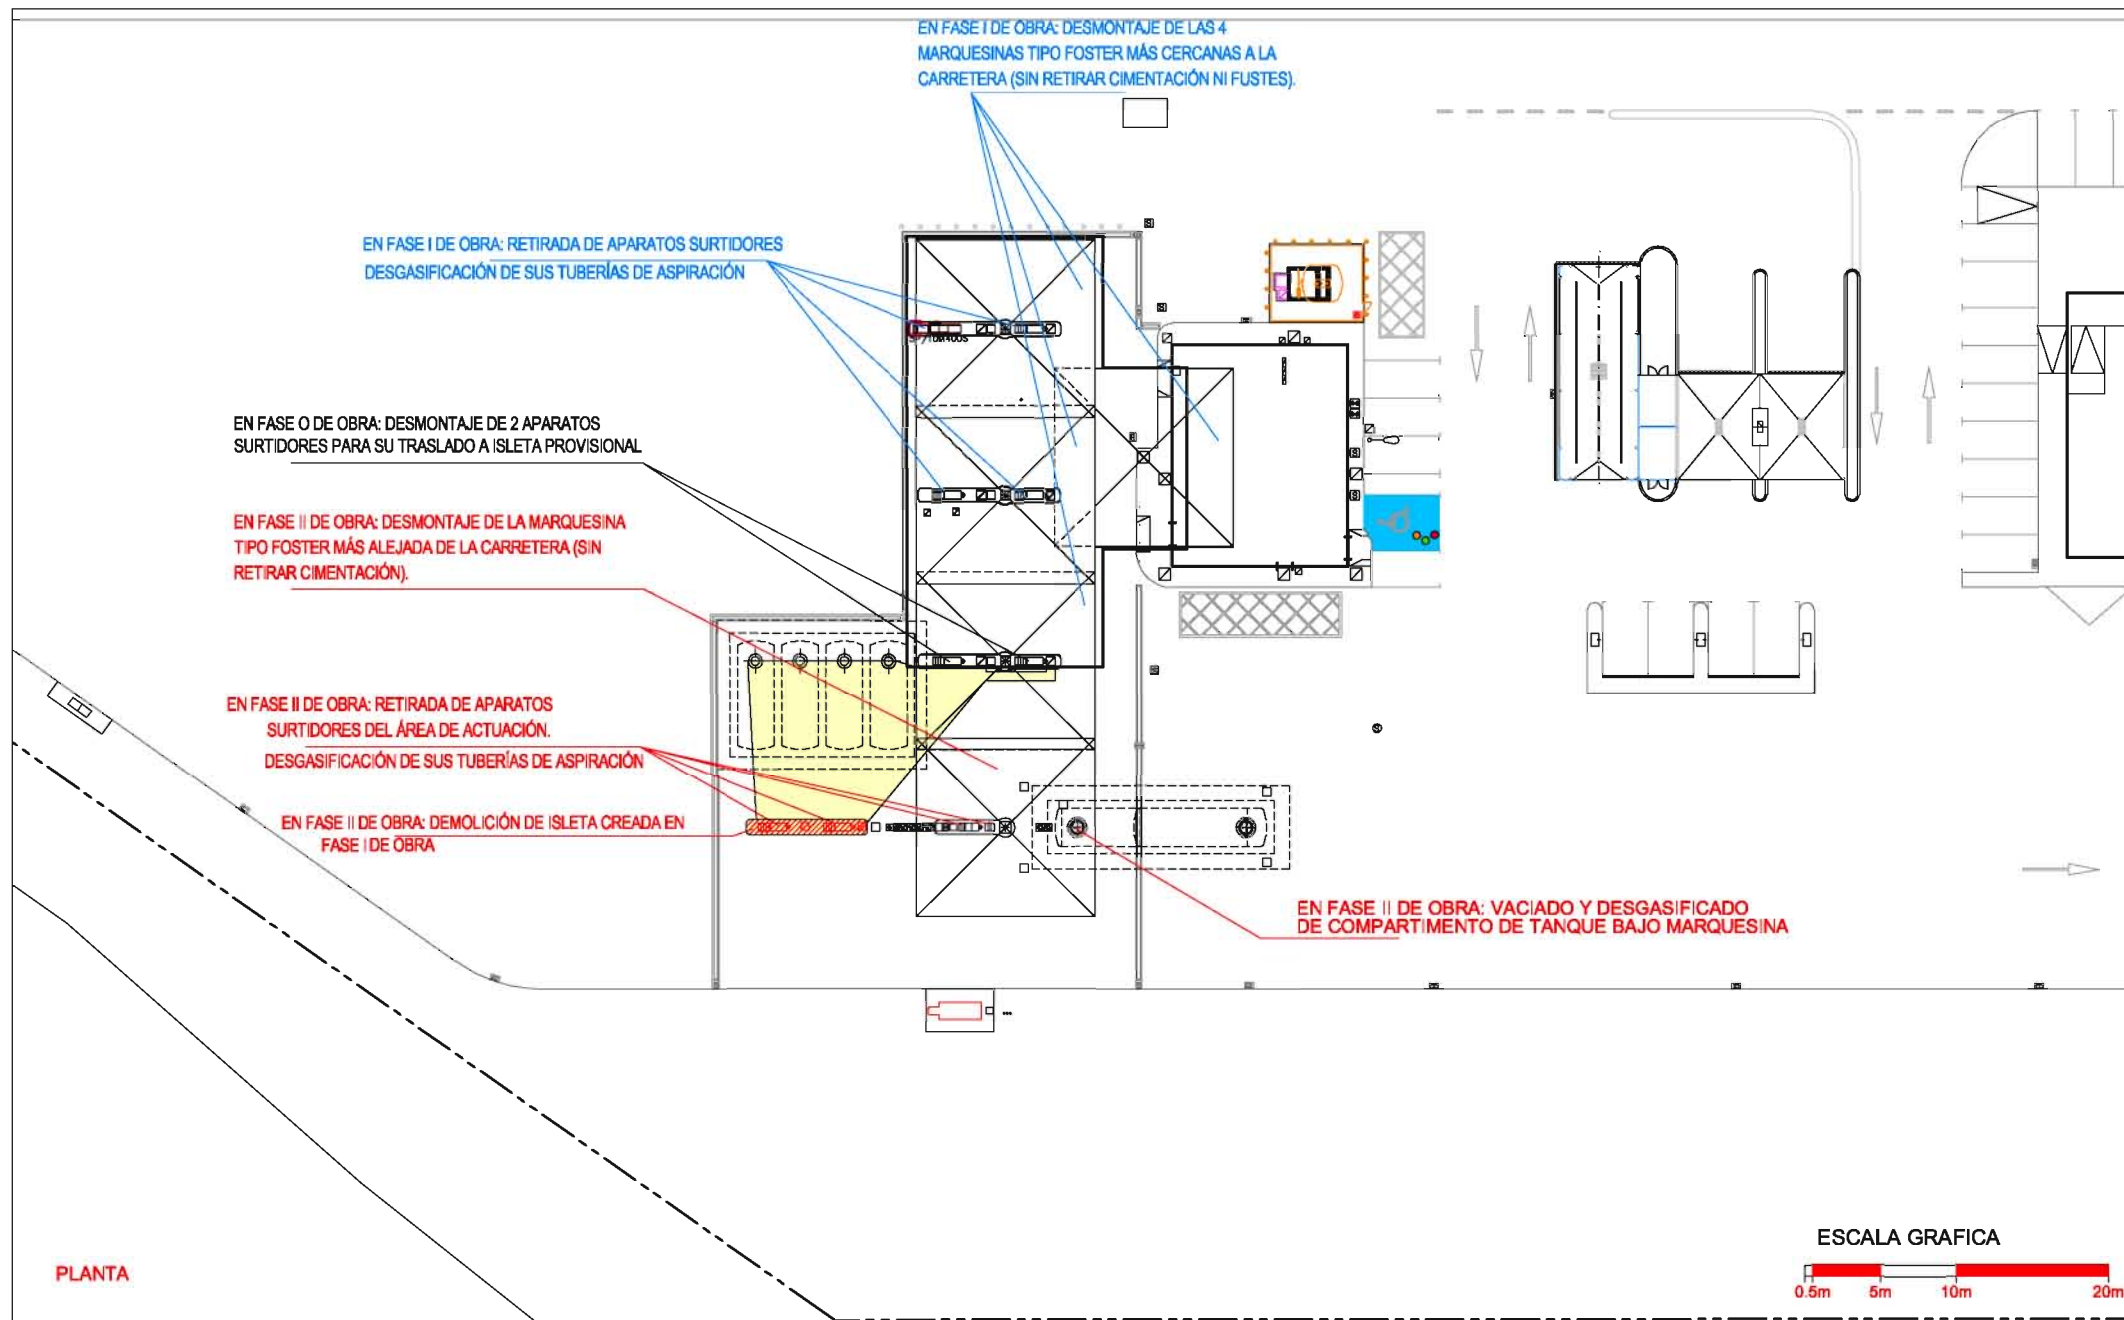 EN FASE I DE OBRA: DESMONTAJE DE LAS 4
MARQUESINAS TIPO FOSTER MÁS CERCANAS A LA
CARRETERA (SIN RETIRAR CIMENTACIÓN NI FUSTES).
EN FASE I DE OBRA: RETIRADA DE APARATOS SURTIDORES
DESGASIFICACIÓN DE SUS TUBERÍAS DE ASPIRACIÓN
EN FASE O DE OBRA: DESMONTAJE DE 2 APARATOS
SURTIDORES PARA SU TRASLADO A ISLETA PROVISIONAL
EN FASE II DE OBRA: DESMONTAJE DE LA MARQUESINA
TIPO FOSTER MÁS ALEJADA DE LA CARRETERA (SIN
RETIRAR CIMENTACIÓN).
EN FASE II DE OBRA: RETIRADA DE APARATOS
SURTIDORES DEL ÁREA DE ACTUACIÓN.
DESGASIFICACIÓN DE SUS TUBERÍAS DE ASPIRACIÓN
EN FASE II DE OBRA: DEMOLICIÓN DE ISLETA CREADA EN
FASE I DE OBRA
EN FASE II DE OBRA: VACIADO Y DESGASIFICADO
DE COMPARTIMENTO DE TANQUE BAJO MARQUESINA
PLANTA
ESCALA GRAFICA
0.5m 5m 10m 20m